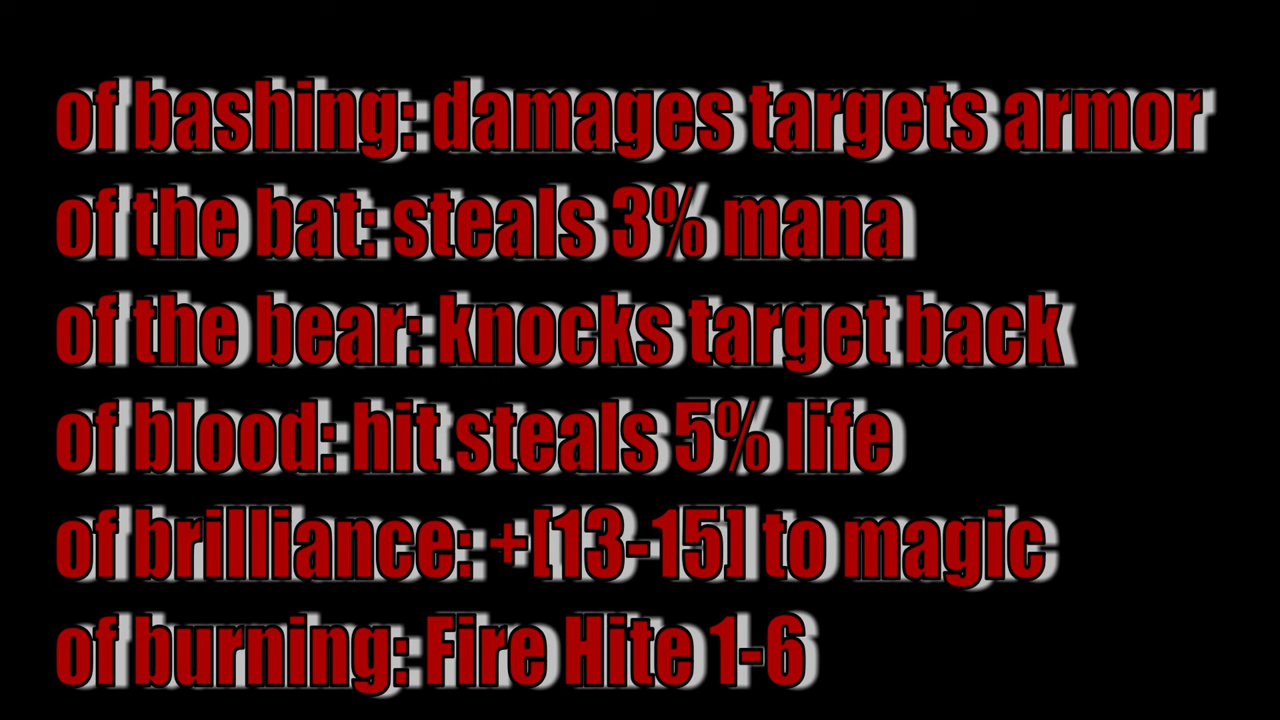 of bashing: damages targets armor
of the bat: steals 3% mana
of the bear: knocks target back
of blood: hit steals 5% life
of brilliance: +[13-15] to magic
of burning: Fire Hite 1-6